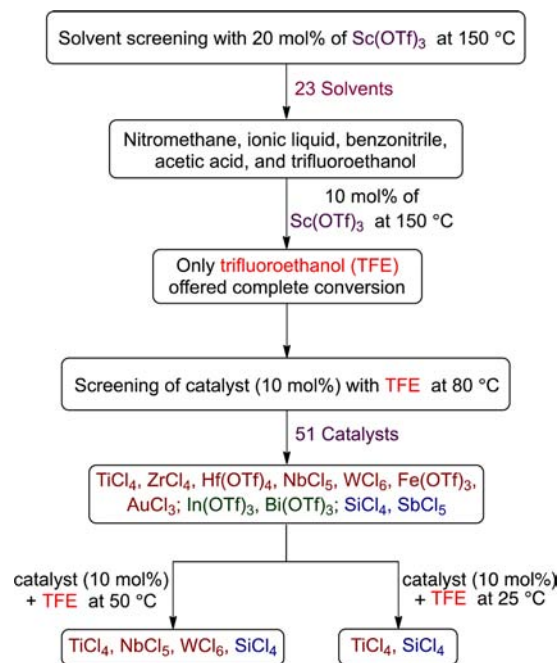 Solvent screening with 20 mol% of Sc(OTf)₃ at 150 °C
23 Solvents
Nitromethane, ionic liquid, benzonitrile,
acetic acid, and trifluoroethanol
10 mol% of
Sc(OTf)₃ at 150 °C
Only trifluoroethanol (TFE)
offered complete conversion
Screening of catalyst (10 mol%) with TFE at 80 °C
51 Catalysts
TiCl₄, ZrCl₄, Hf(OTf)₄, NbCl₅, WCl₆, Fe(OTf)₃,
AuCl₃; In(OTf)₃, Bi(OTf)₃; SiCl₄, SbCl₅
catalyst (10 mol%)
+ TFE at 50 °C
catalyst (10 mol%)
+ TFE at 25 °C
TiCl₄, NbCl₅, WCl₆, SiCl₄
TiCl₄, SiCl₄